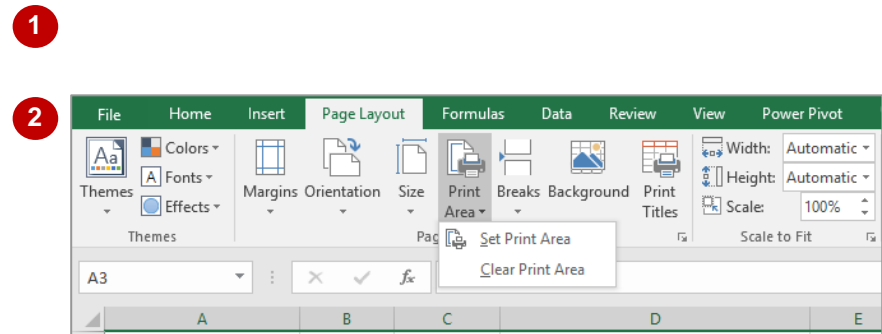 1
2
File Home Insert Page Layout Formulas Data Review View Power Pivot
Aa Colors Width: Automatic
A Fonts Height: Automatic
Themes Effects Margins Orientation Size Print Area Breaks Background Print Titles Scale: 100%
Themes Pag Scale to Fit
Set Print Area
Clear Print Area
A3 fx
A B C D E